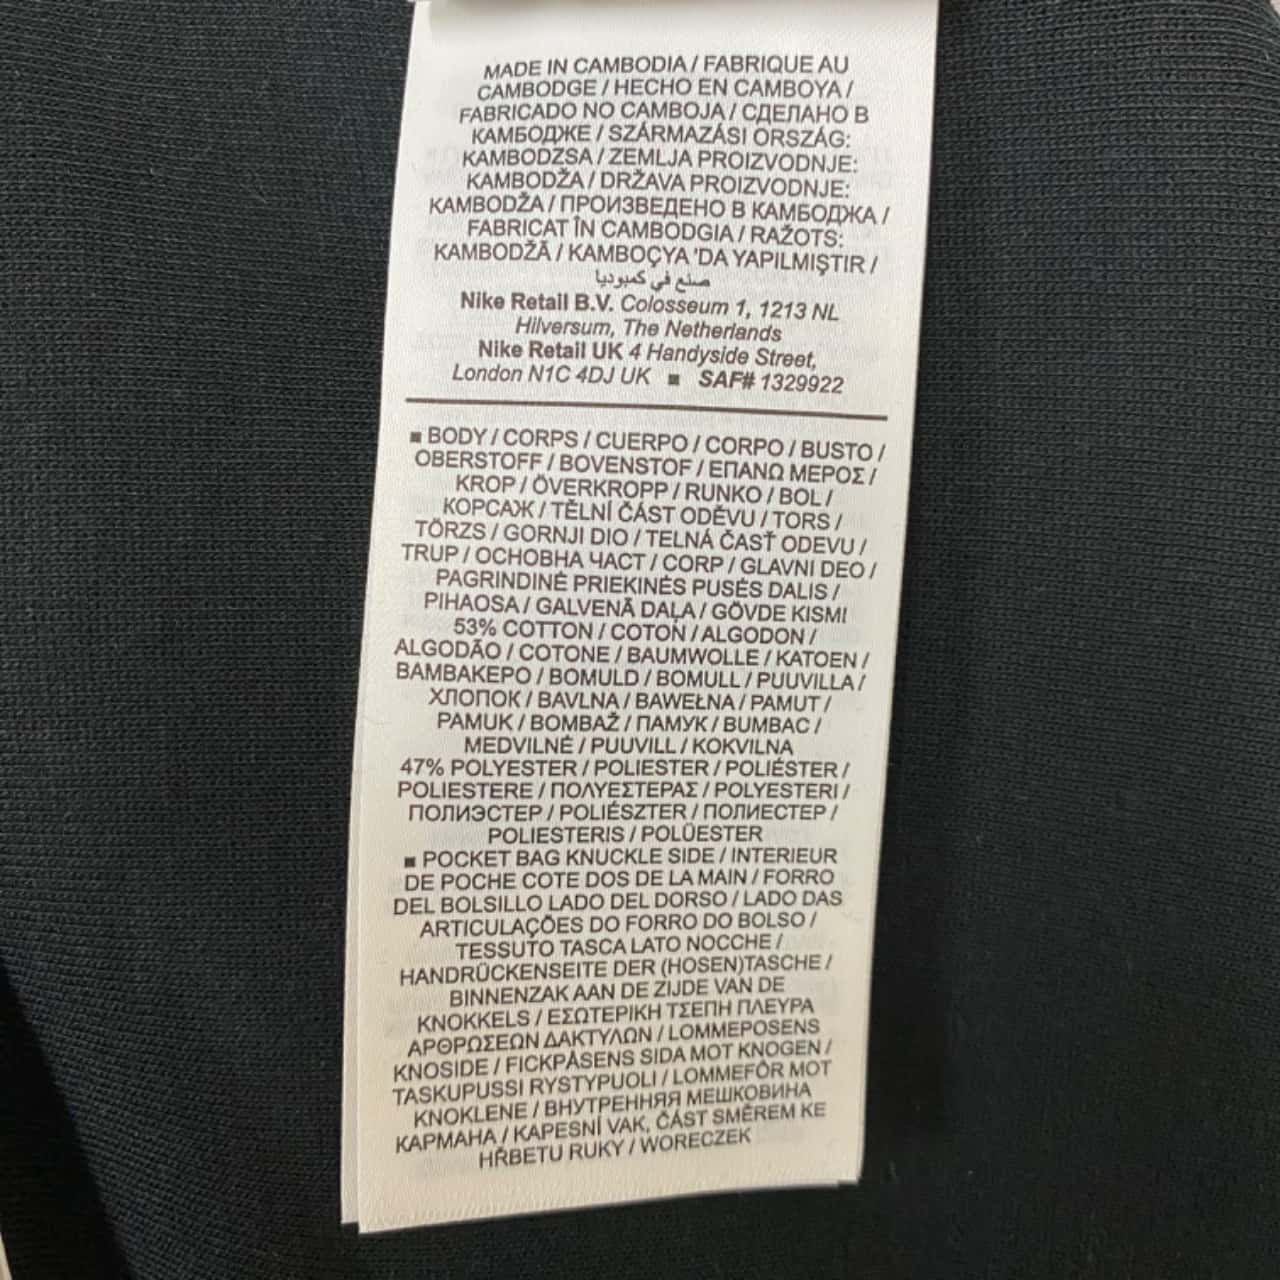 MADE IN CAMBODIA / FABRIQUE AU
CAMBODGE / HECHO EN CAMBOYA /
FABRICADO NO CAMBOJA / СДЕЛАНО В
КАМБОДЖЕ / SZÁRMAZÁSI ORSZÁG:
KAMBODZSA / ZEMLJA PROIZVODNJE:
KAMBODŽA / DRŽAVA PROIZVODNJE:
KAMBODŽA / ПРОИЗВЕДЕНО В КАМБОДЖА /
FABRICAT ÎN CAMBODGIA / RAŽOTS:
KAMBODŽĀ / KAMBOÇYA 'DA YAPILMIŞTIR /
صنع في كمبوديا
Nike Retail B.V. Colosseum 1, 1213 NL
Hilversum, The Netherlands
Nike Retail UK 4 Handyside Street,
London N1C 4DJ UK ■ SAF# 1329922
■ BODY / CORPS / CUERPO / CORPO / BUSTO /
OBERSTOFF / BOVENSTOF / ΕΠΑΝΩ ΜΕΡΟΣ /
KROP / ÖVERKROPP / RUNKO / BOL /
КОРСАЖ / TĚLNÍ ČÁST ODĚVU / TORS /
TÖRZS / GORNJI DIO / TELNÁ ČASŤ ODEVU /
TRUP / ОСНОВНА ЧАСТ / CORP / GLAVNI DEO /
PAGRINDINĖ PRIEKINĖS PUSĖS DALIS /
PIHAOSA / GALVENĀ DAĻA / GÖVDE KISMI
53% COTTON / COTON / ALGODON /
ALGODÃO / COTONE / BAUMWOLLE / KATOEN /
ΒΑΜΒΑΚΕΡΟ / BOMULD / BOMULL / PUUVILLA /
ХЛОПОК / BAVLNA / BAWEŁNA / PAMUT /
PAMUK / BOMBAŽ / ПАМУК / BUMBAC /
MEDVILNĖ / PUUVILL / KOKVILNA
47% POLYESTER / POLIESTER / POLIÉSTER /
POLIESTERE / ΠΟΛΥΕΣΤΕΡΑΣ / POLYESTERI /
ПОЛИЭСТЕР / POLIÉSZTER / ПОЛИЕСТЕР /
POLIESTERIS / POLÜESTER
■ POCKET BAG KNUCKLE SIDE / INTERIEUR
DE POCHE COTE DOS DE LA MAIN / FORRO
DEL BOLSILLO LADO DEL DORSO / LADO DAS
ARTICULAÇÕES DO FORRO DO BOLSO /
TESSUTO TASCA LATO NOCCHE /
HANDRÜCKENSEITE DER (HOSEN)TASCHE /
BINNENZAK AAN DE ZIJDE VAN DE
KNOKKELS / ΕΣΩΤΕΡΙΚΗ ΤΣΕΠΗ ΠΛΕΥΡΑ
ΑΡΘΡΩΣΕΩΝ ΔΑΚΤΥΛΩΝ / LOMMEPOSENS
KNOSIDE / FICKPÅSENS SIDA MOT KNOGEN /
TASKUPUSSI RYSTYPUOLI / LOMMEFÔR MOT
KNOKLENE / ВНУТРЕННЯЯ МЕШКОВИНА
КАРМАНА / KAPESNÍ VAK, ČÁST SMĚREM KE
HŘBETU RUKY / WORECZEK